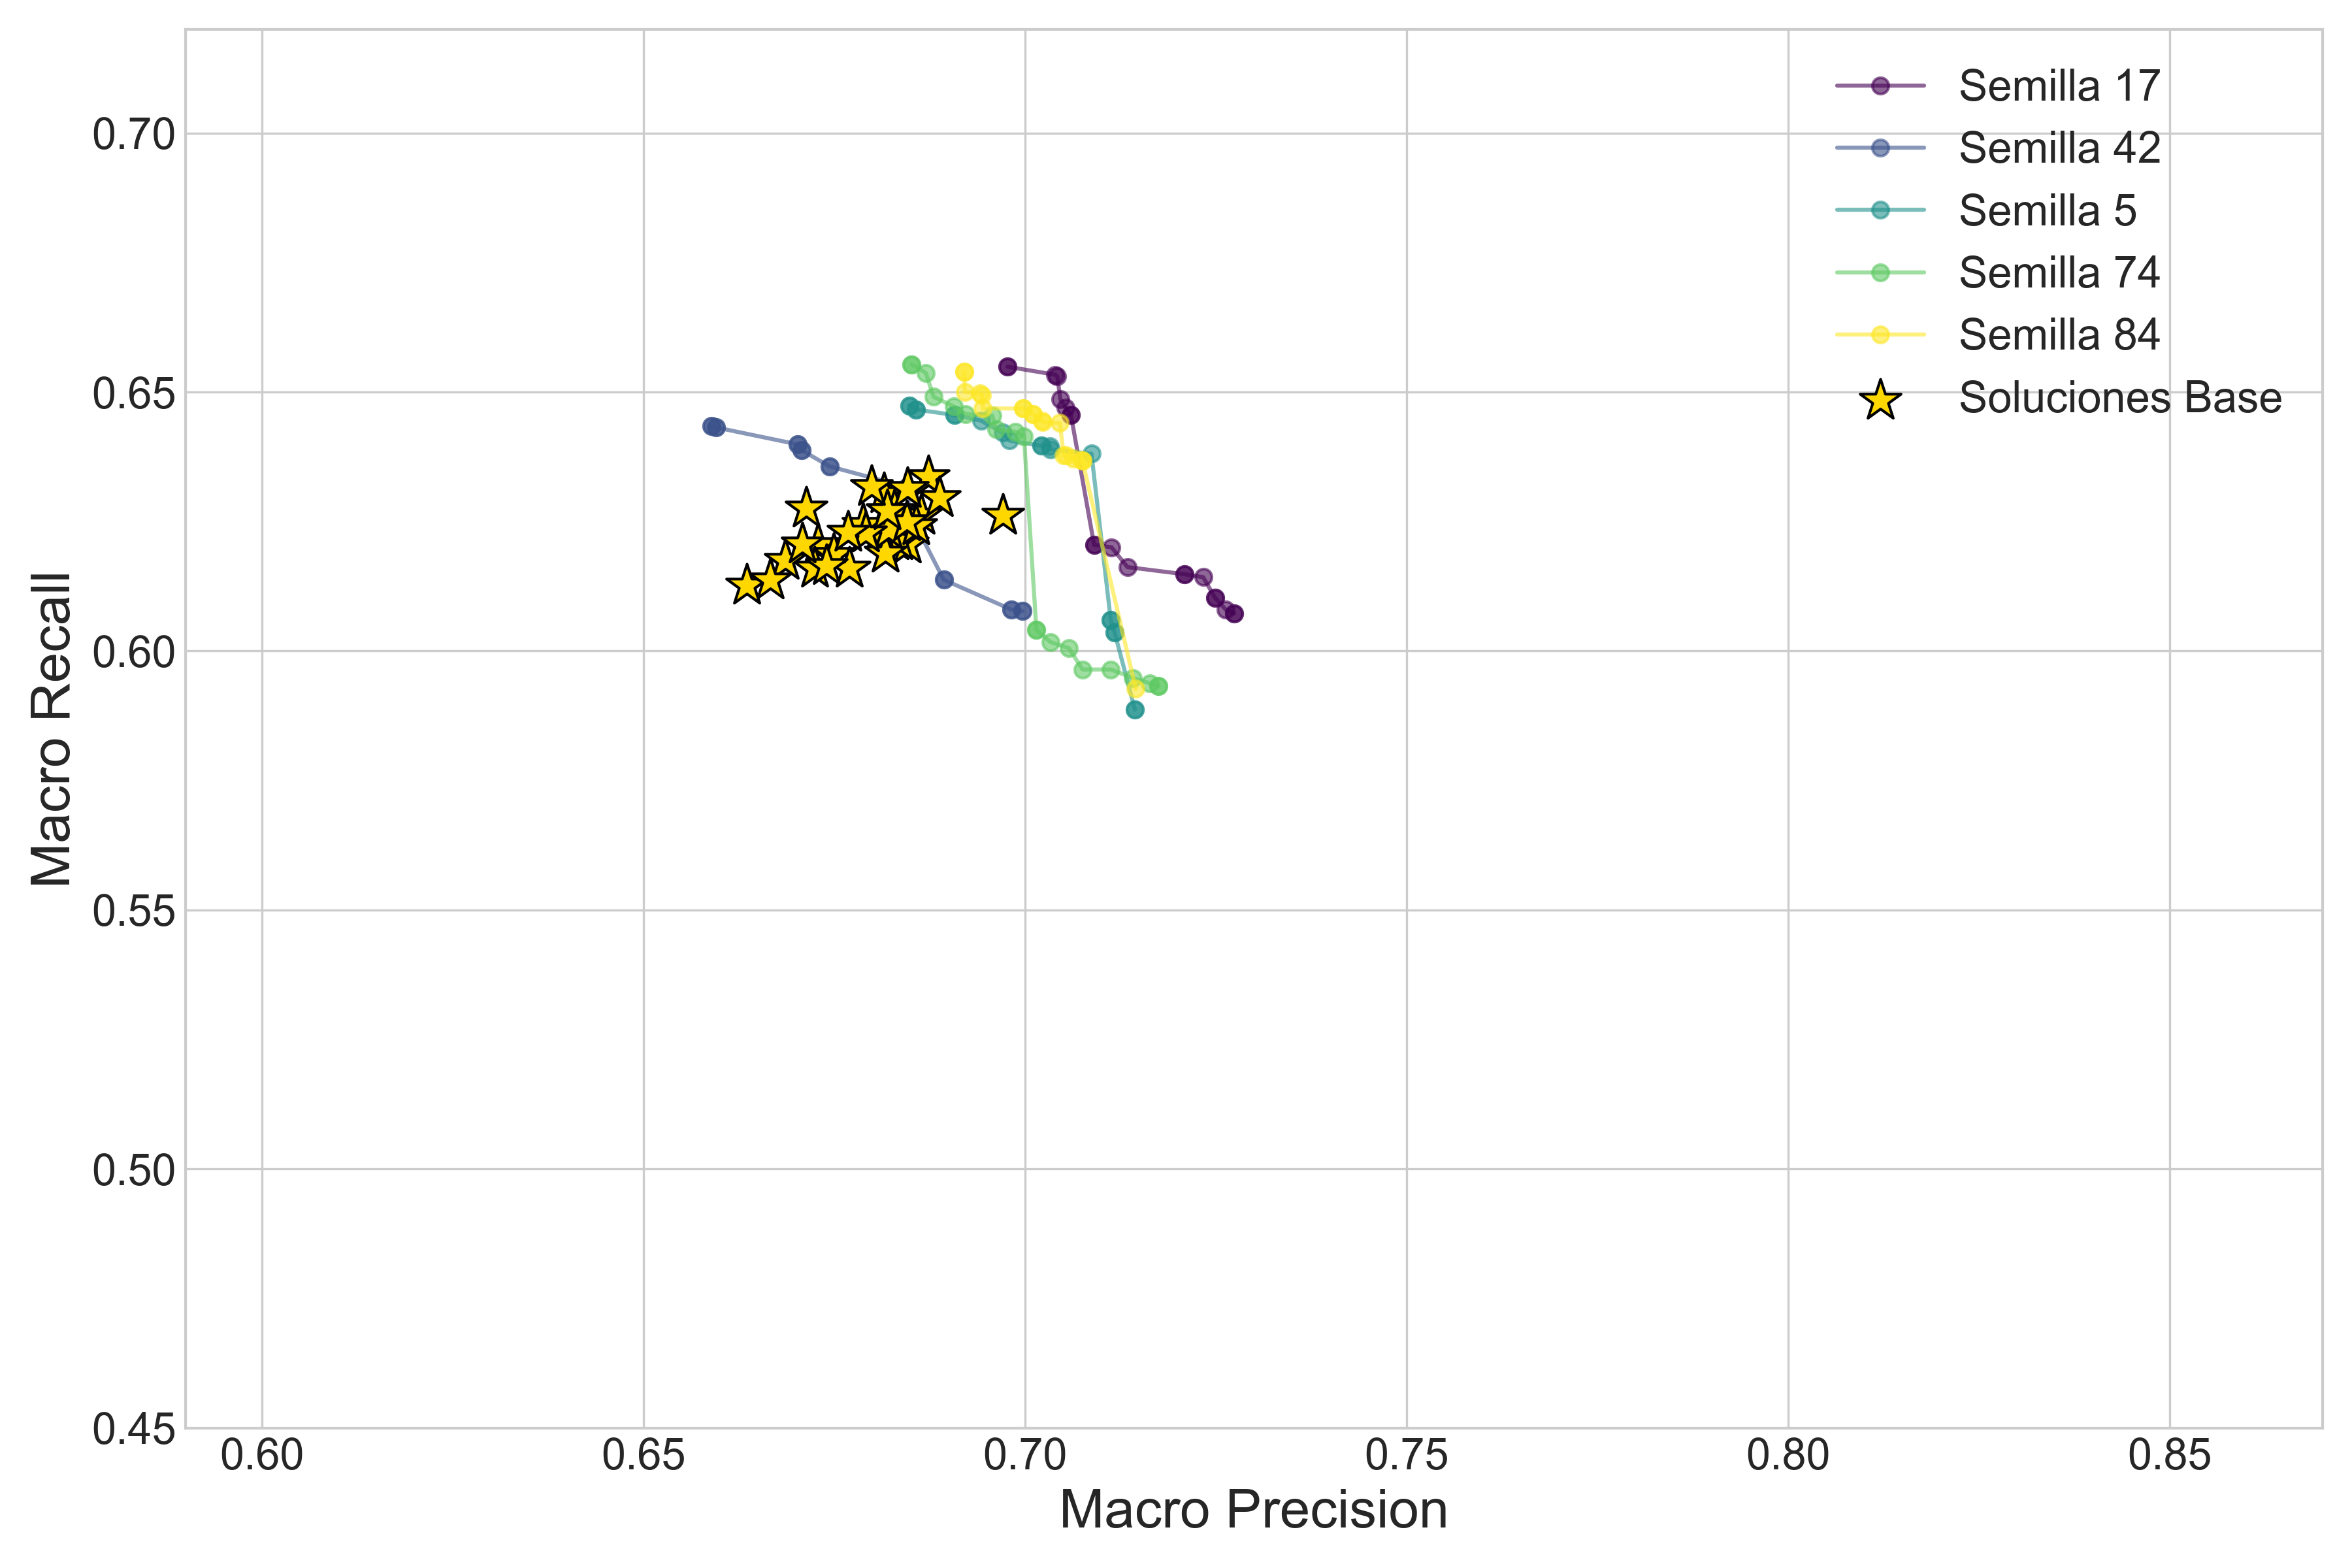 Semilla 17
Semilla 42
Semilla 5
Semilla 74
Semilla 84
Soluciones Base
Macro Recall
0.70
0.65
0.60
0.55
0.50
0.45
0.60 0.65 0.70 0.75 0.80 0.85
Macro Precision